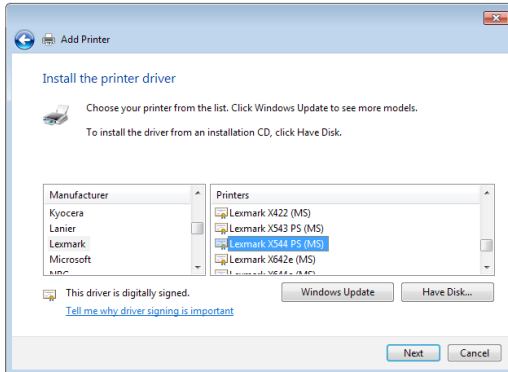 Add Printer
Install the printer driver
Choose your printer from the list. Click Windows Update to see more models.
To install the driver from an installation CD, click Have Disk.
Manufacturer
Kyocera
Lanier
Lexmark
Microsoft
Printers
Lexmark X422 (MS)
Lexmark X543 PS (MS)
Lexmark X544 PS (MS)
Lexmark X642e (MS)
This driver is digitally signed.
Tell me why driver signing is important
Windows Update
Have Disk...
Next
Cancel